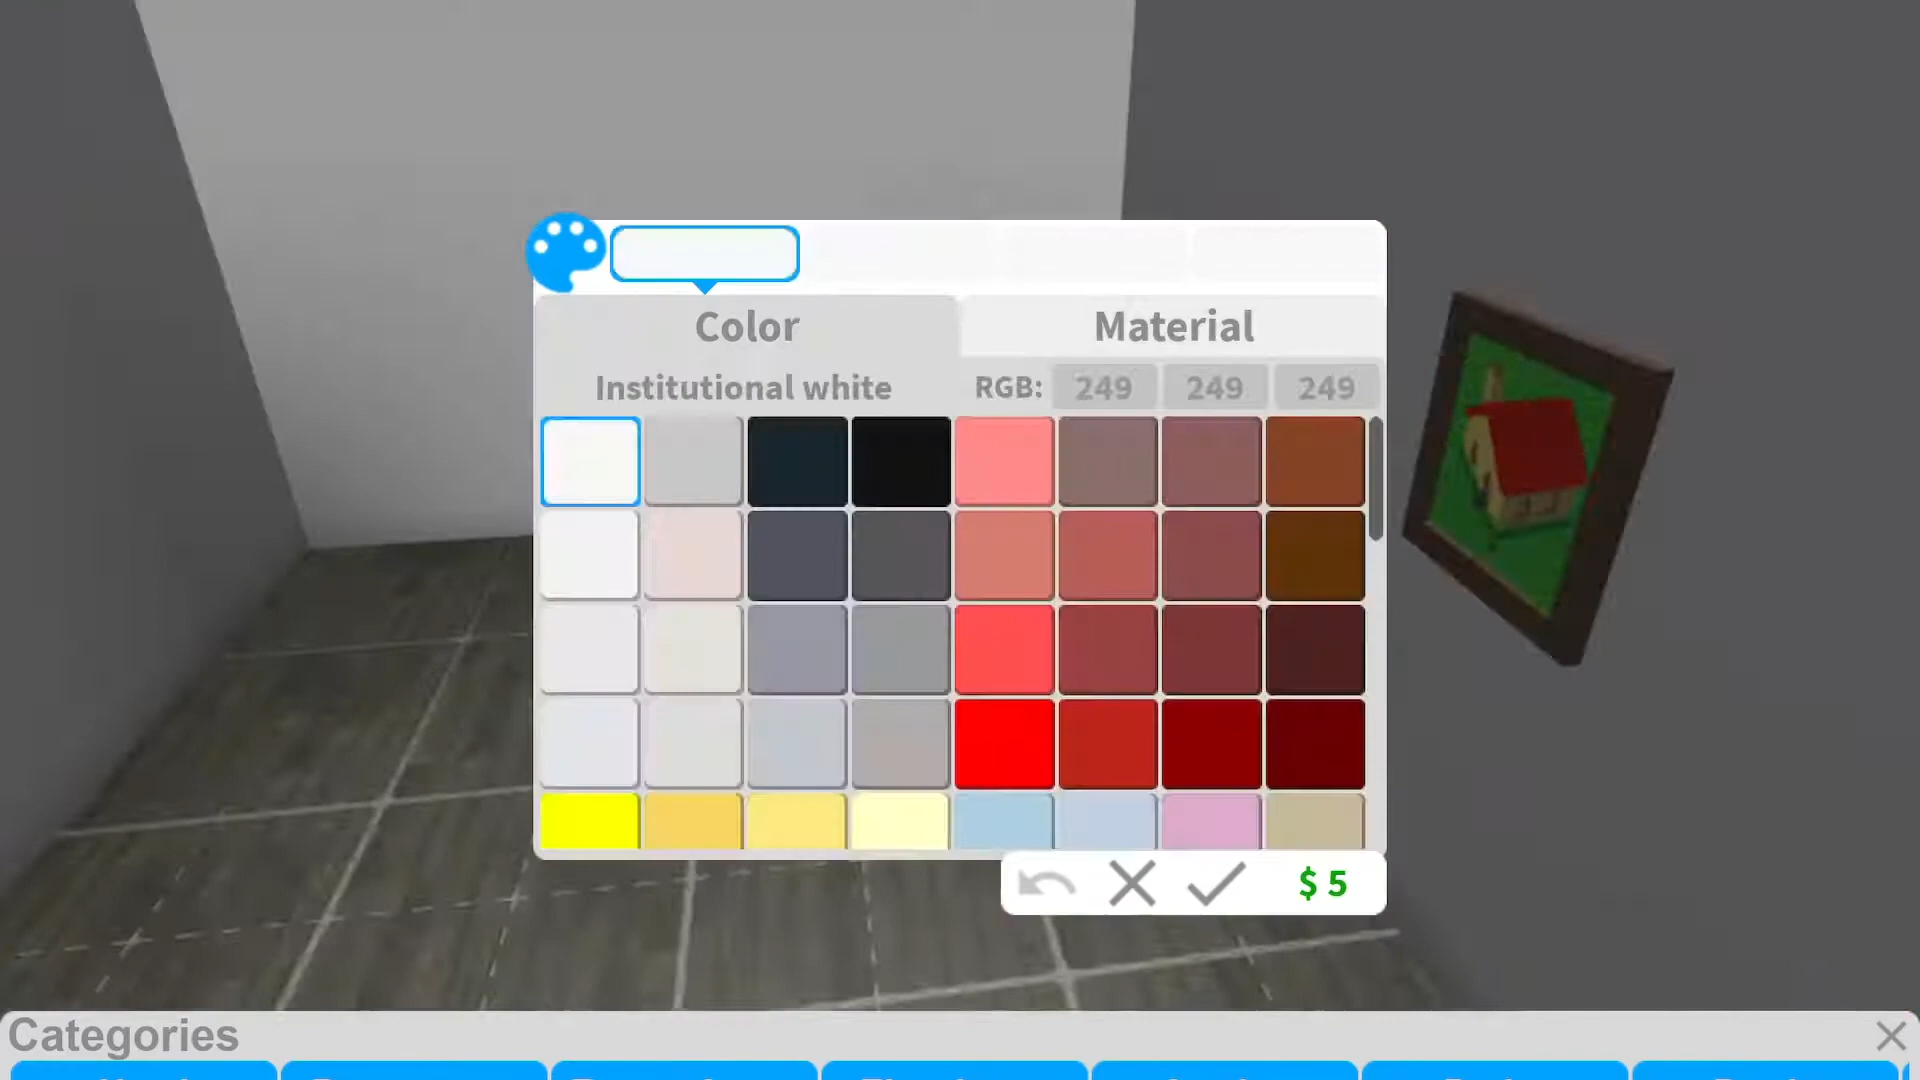 Color
Material
Institutional white
RGB: 249 249 249
$ 5
Categories